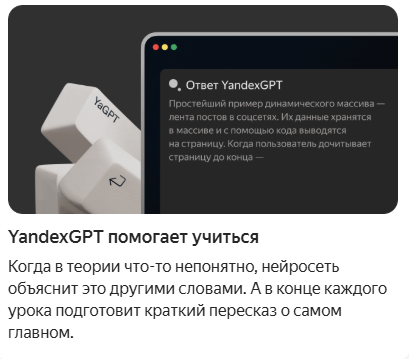 YaGPT
Ответ YandexGPT
Простейший пример динамического массива —
лента постов в соцсетях. Их данные хранятся
в массиве и с помощью кода выводятся
на страницу. Когда пользователь дочитывает
страницу до конца —
YandexGPT помогает учиться
Когда в теории что-то непонятно, нейросеть
объяснит это другими словами. А в конце каждого
урока подготовит краткий пересказ о самом
главном.